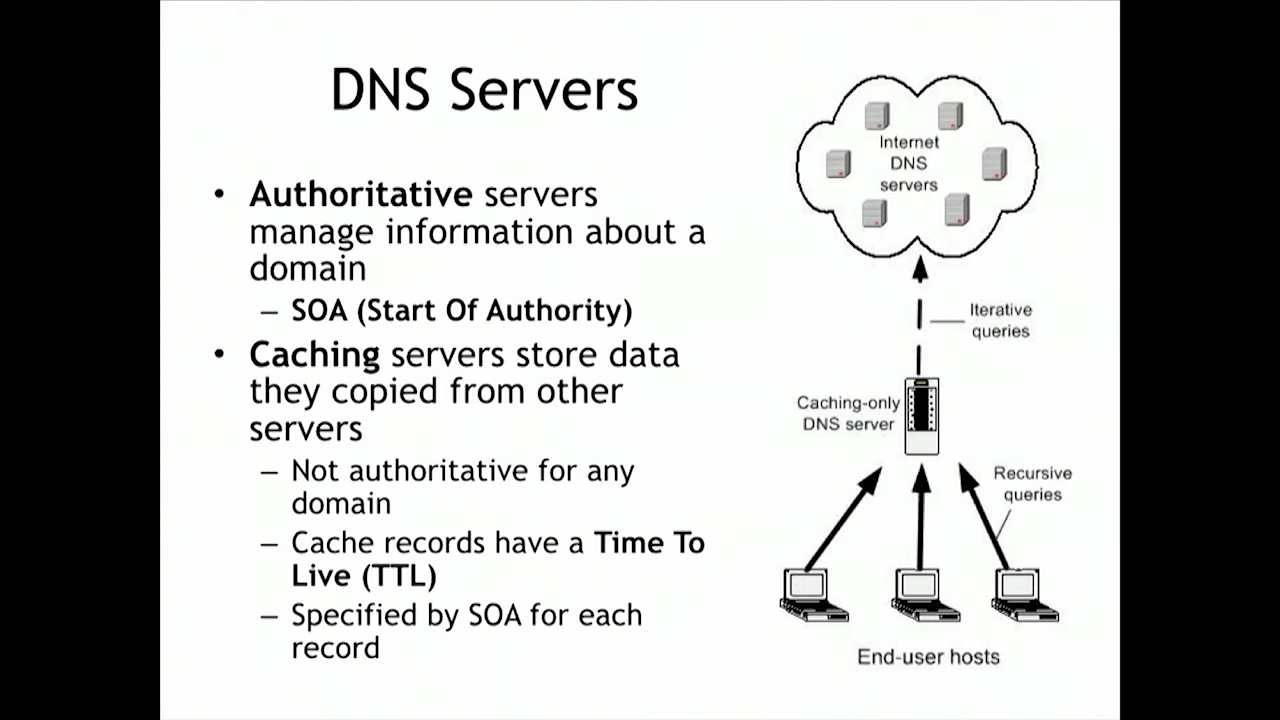 DNS Servers
• Authoritative servers
manage information about a
domain
– SOA (Start Of Authority)
• Caching servers store data
they copied from other
servers
– Not authoritative for any
domain
– Cache records have a Time To
Live (TTL)
– Specified by SOA for each
record
Internet
DNS
servers
Iterative
queries
Caching-only
DNS server
Recursive
queries
End-user hosts